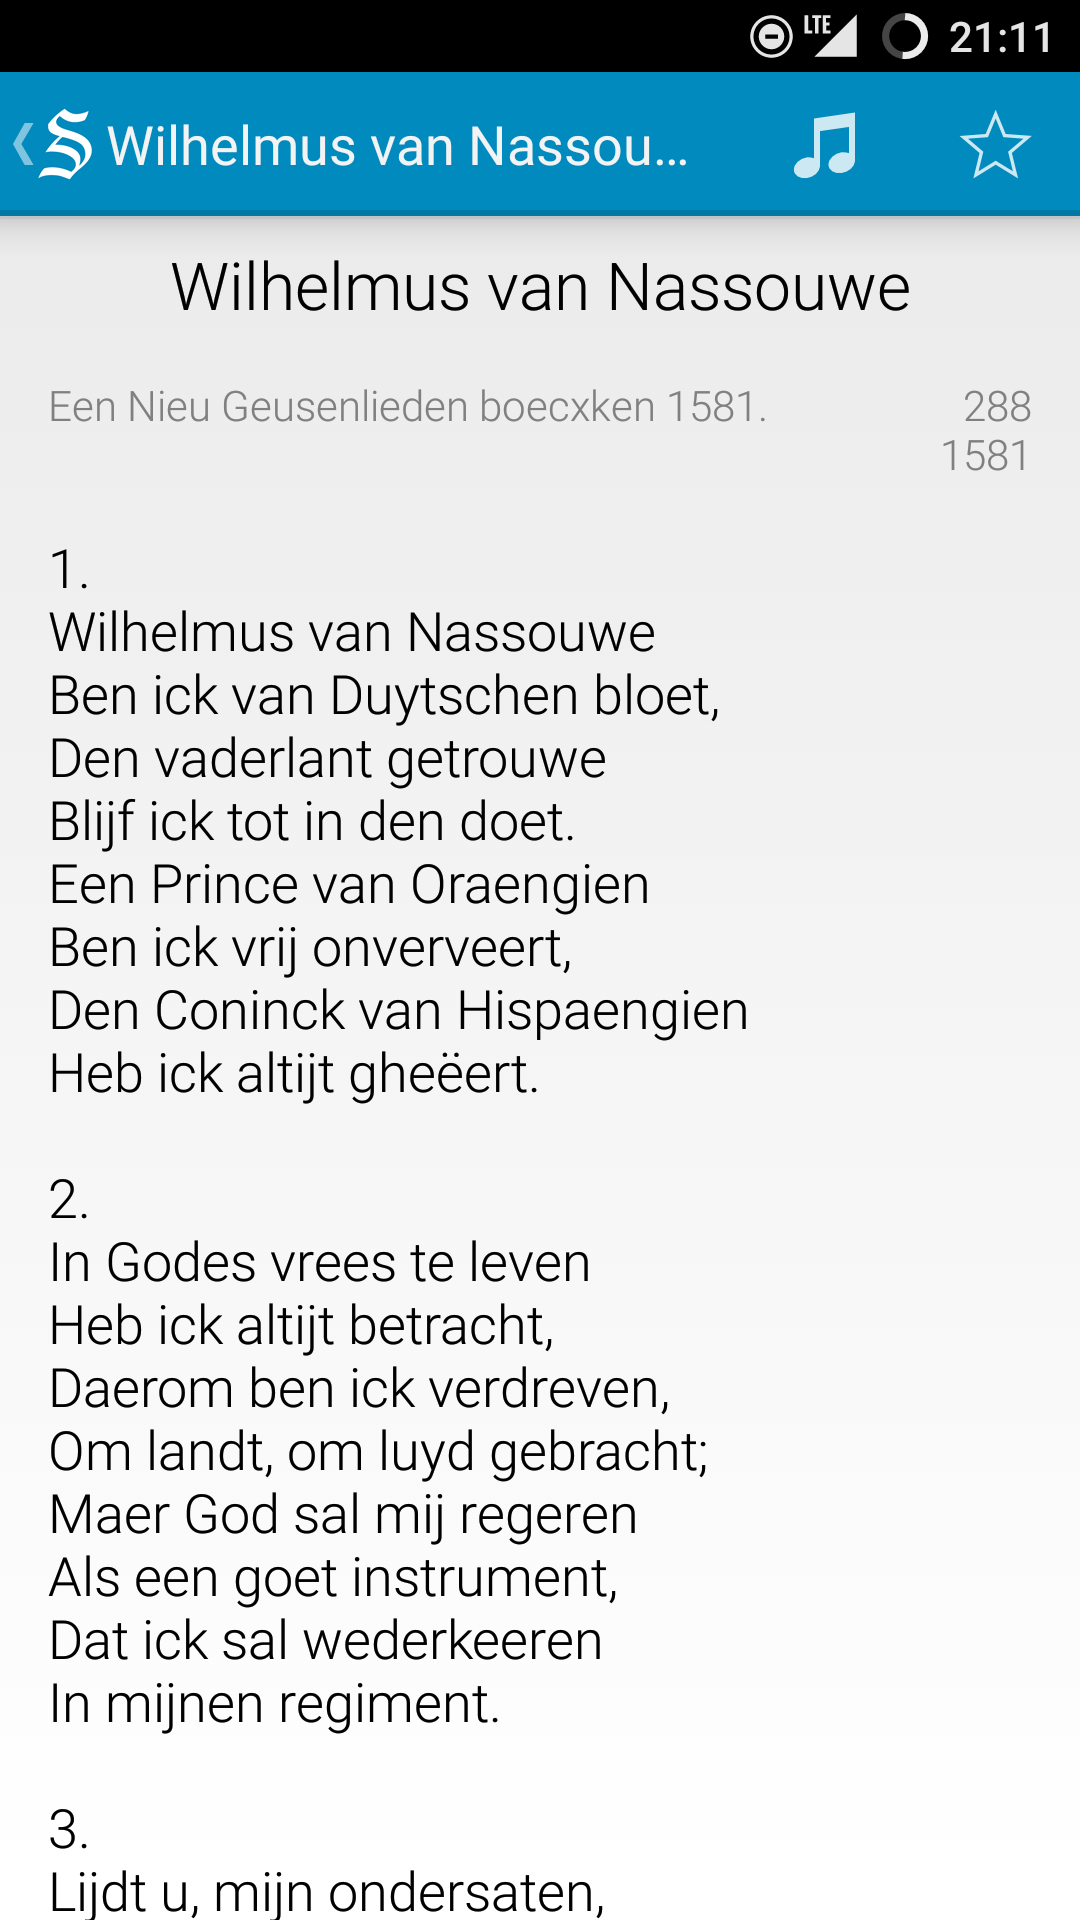 LTE 21:11
S Wilhelmus van Nassou...
Wilhelmus van Nassouwe
Een Nieu Geusenlieden boecxken 1581. 288
1581
1.
Wilhelmus van Nassouwe
Ben ick van Duytschen bloet,
Den vaderlant getrouwe
Blijf ick tot in den doet.
Een Prince van Oraengien
Ben ick vrij onverveert,
Den Coninck van Hispaengien
Heb ick altijt gheëert.
2.
In Godes vrees te leven
Heb ick altijt betracht,
Daerom ben ick verdreven,
Om landt, om luyd gebracht;
Maer God sal mij regeren
Als een goet instrument,
Dat ick sal wederkeeren
In mijnen regiment.
3.
Lijdt u, mijn ondersaten,